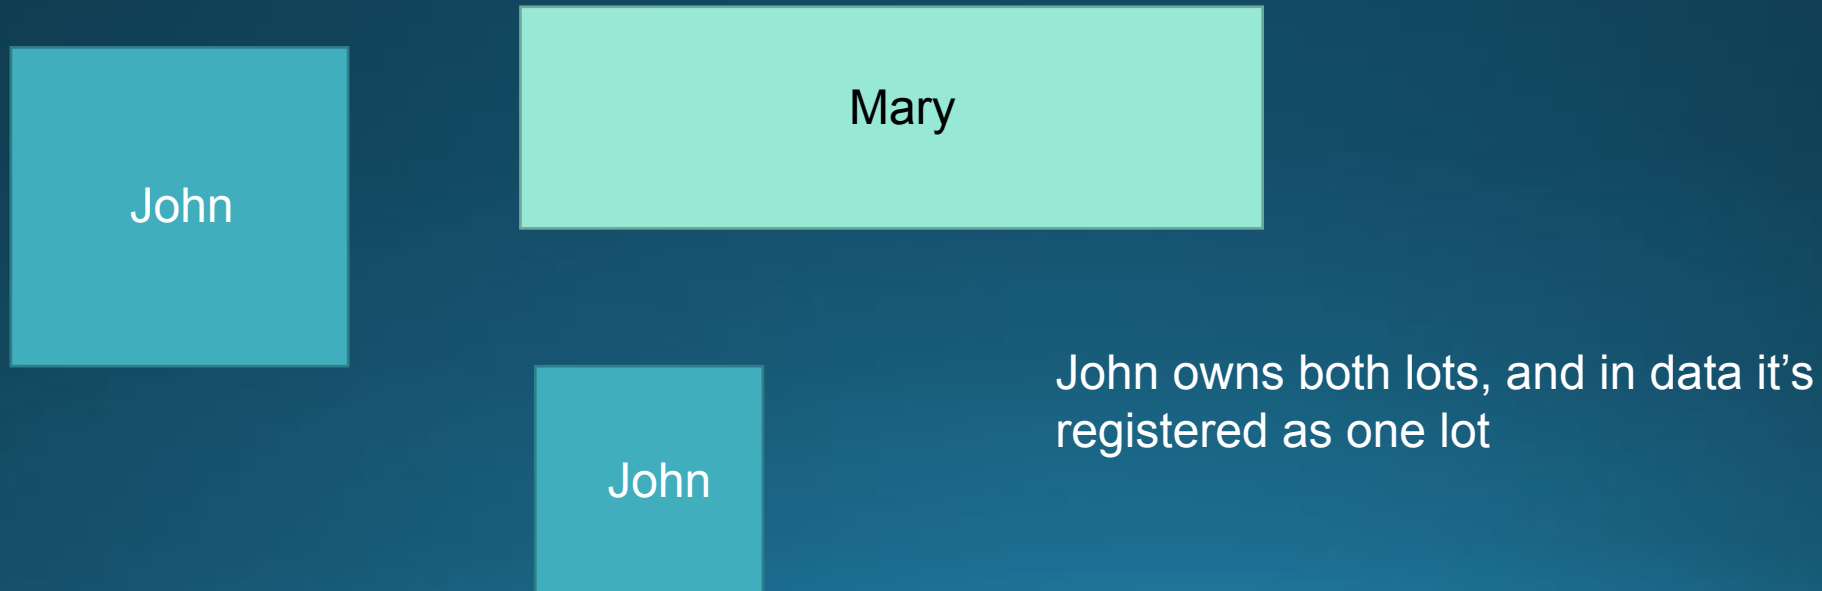 Mary
John
John owns both lots, and in data it’s
registered as one lot
John